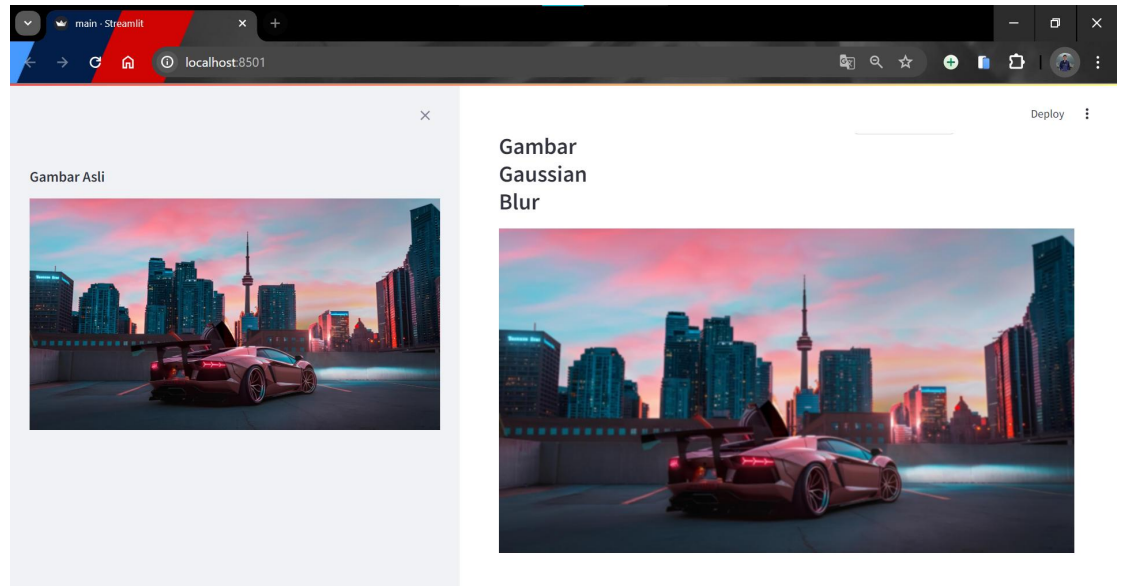 main · Streamlit
localhost:8501
Deploy
Gambar Asli
Gambar
Gaussian
Blur